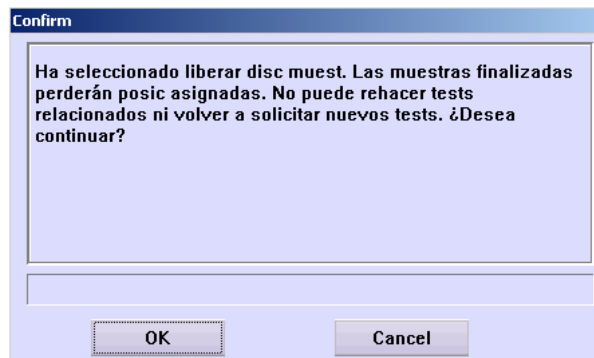 Confirm
Ha seleccionado liberar disc muest. Las muestras finalizadas
perderán posic asignadas. No puede rehacer tests
relacionados ni volver a solicitar nuevos tests. ¿Desea
continuar?
OK
Cancel